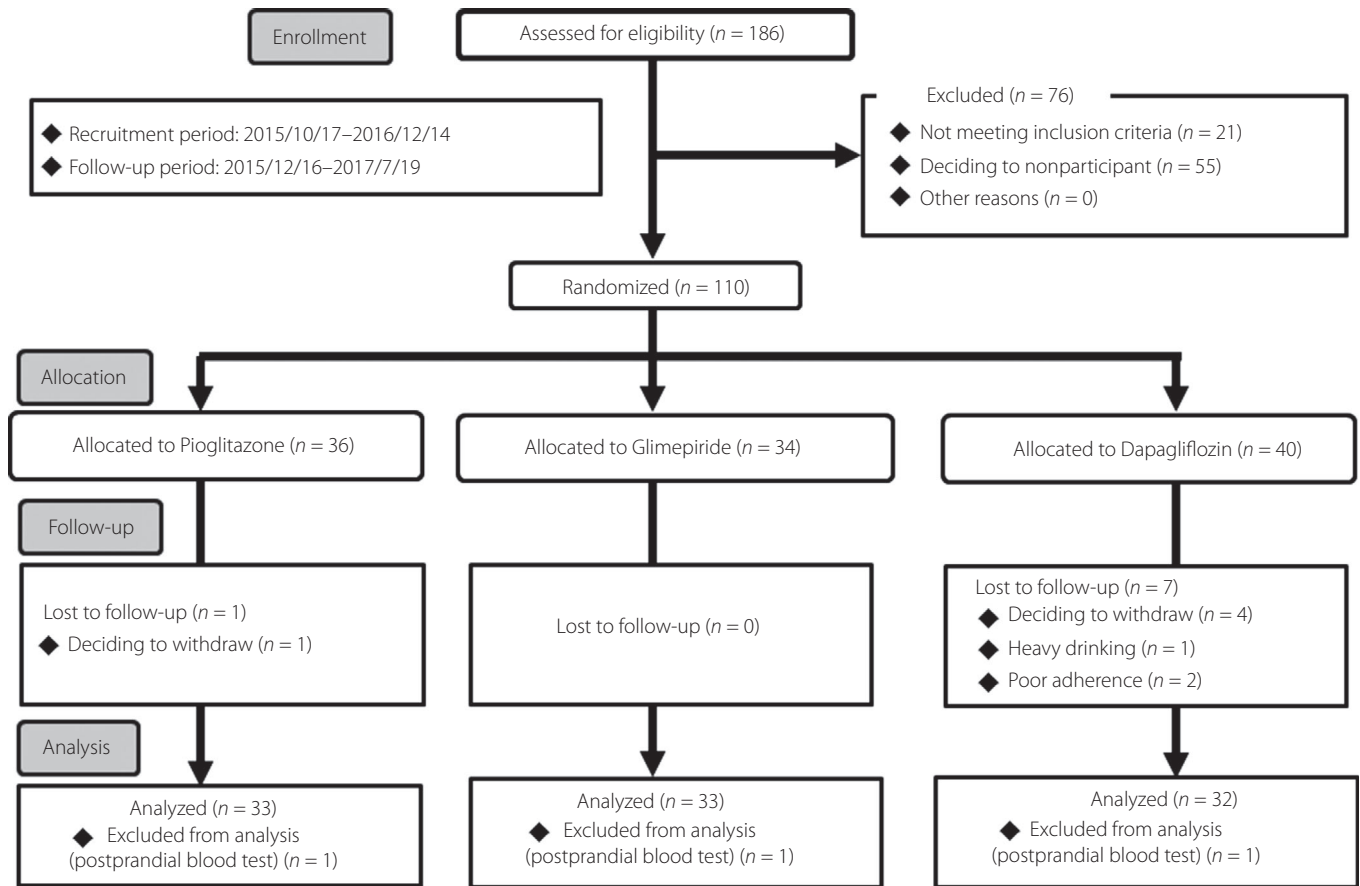 Enrollment
Assessed for eligibility (n = 186)
◆ Recruitment period: 2015/10/17–2016/12/14
◆ Follow-up period: 2015/12/16–2017/7/19
Excluded (n = 76)
◆ Not meeting inclusion criteria (n = 21)
◆ Deciding to nonparticipant (n = 55)
◆ Other reasons (n = 0)
Randomized (n = 110)
Allocation
Allocated to Pioglitazone (n = 36)
Allocated to Glimepiride (n = 34)
Allocated to Dapagliflozin (n = 40)
Follow-up
Lost to follow-up (n = 1)
◆ Deciding to withdraw (n = 1)
Lost to follow-up (n = 0)
Lost to follow-up (n = 7)
◆ Deciding to withdraw (n = 4)
◆ Heavy drinking (n = 1)
◆ Poor adherence (n = 2)
Analysis
Analyzed (n = 33)
◆ Excluded from analysis
(postprandial blood test) (n = 1)
Analyzed (n = 33)
◆ Excluded from analysis
(postprandial blood test) (n = 1)
Analyzed (n = 32)
◆ Excluded from analysis
(postprandial blood test) (n = 1)